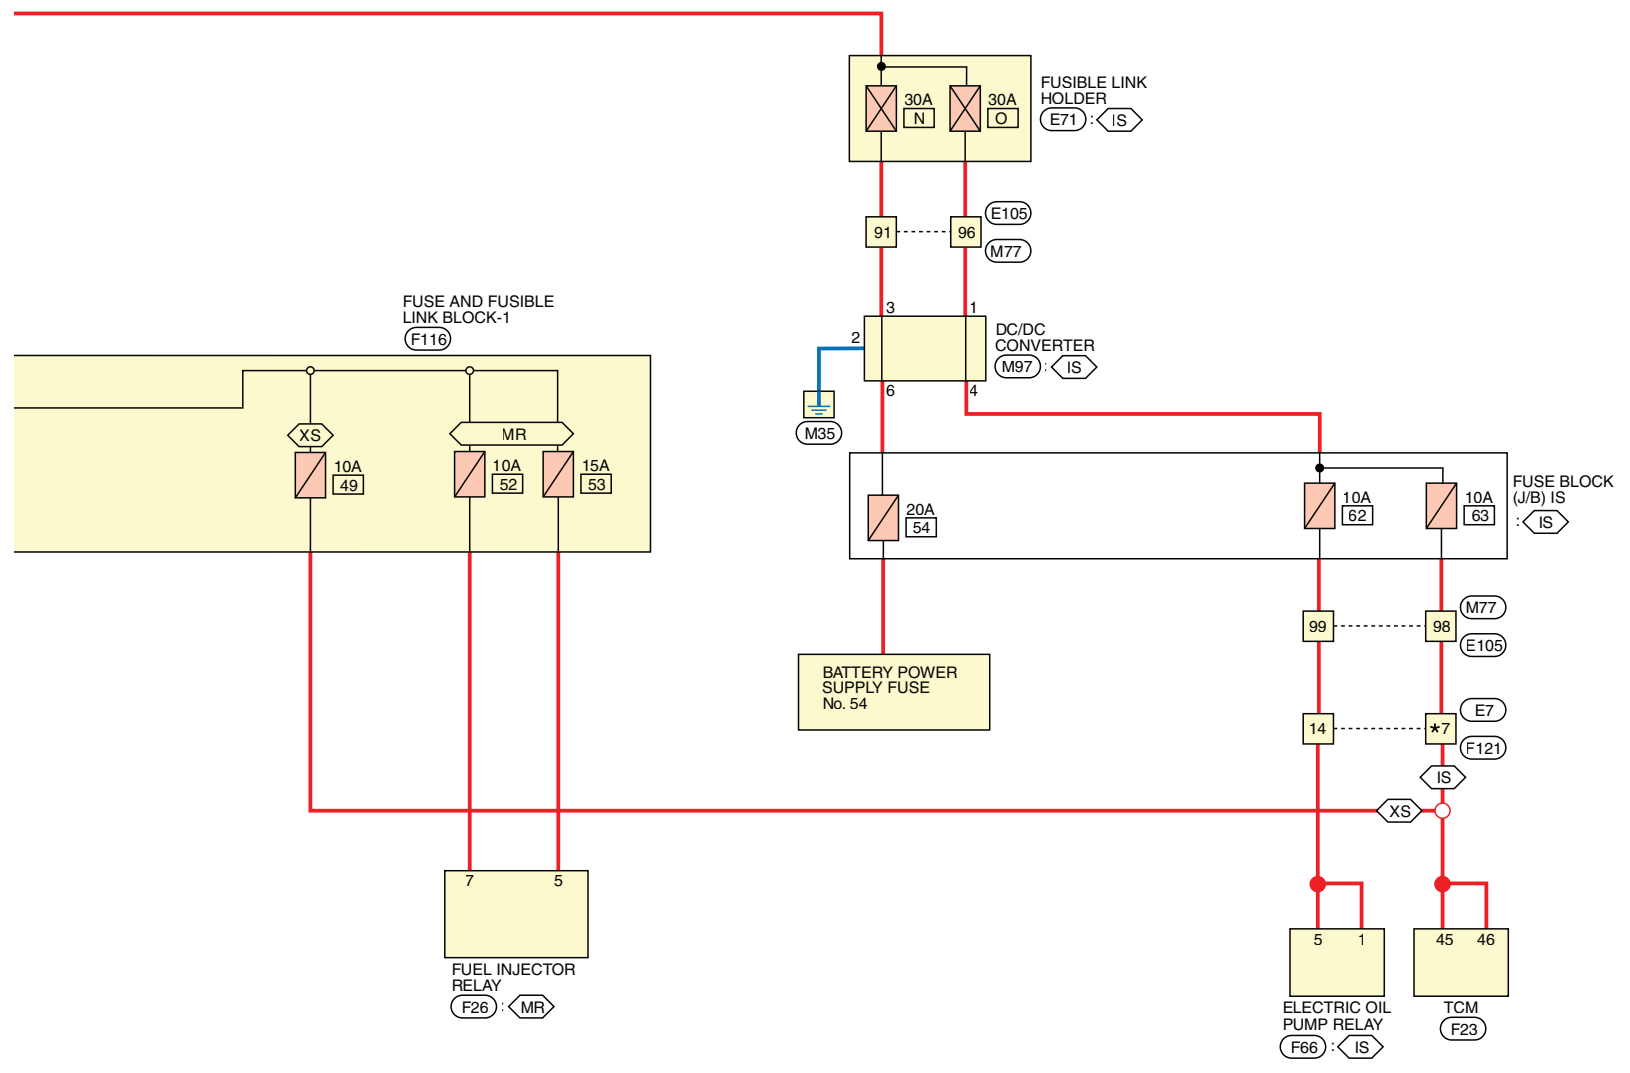 FUSIBLE LINK
HOLDER
E71 : IS
30A
N
30A
O
E105
91
96
M77
3
1
2
DC/DC
CONVERTER
M97 : IS
6
4
M35
FUSE AND FUSIBLE
LINK BLOCK-1
F116
XS
MR
10A
49
10A
52
15A
53
FUSE BLOCK
(J/B) IS
: IS
20A
54
10A
62
10A
63
M77
99
98
E105
BATTERY POWER
SUPPLY FUSE
No. 54
E7
14
*7
F121
IS
XS
7
5
FUEL INJECTOR
RELAY
F26 : MR
5
1
45
46
ELECTRIC OIL
PUMP RELAY
F66 : IS
TCM
F23